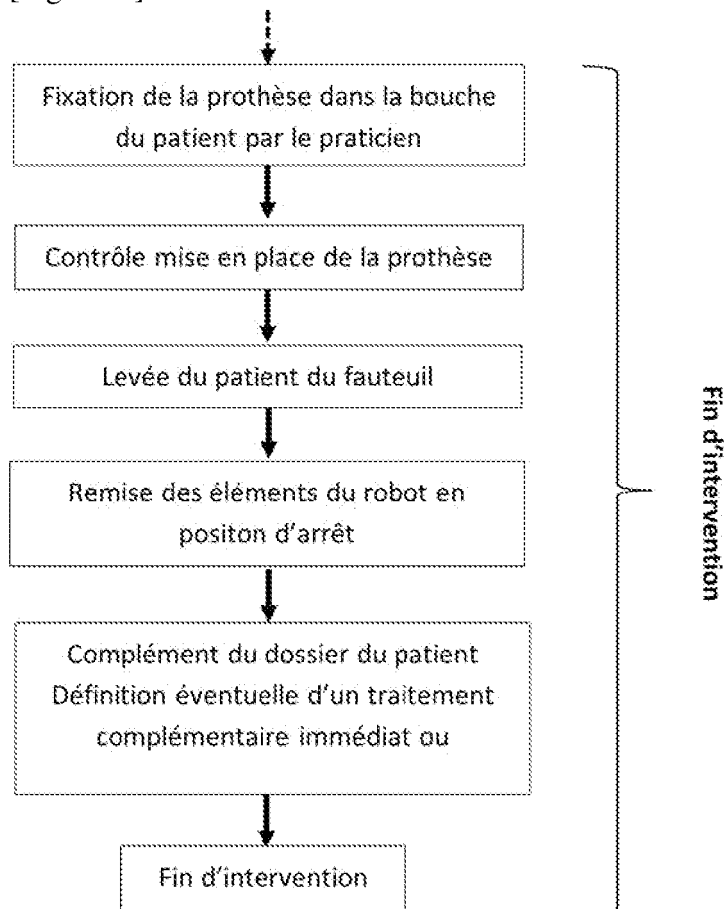 Fixation de la prothèse dans la bouche
du patient par le praticien
Contrôle mise en place de la prothèse
Levée du patient du fauteuil
Remise des éléments du robot en
positon d'arrêt
Complément du dossier du patient
Définition éventuelle d'un traitement
complémentaire immédiat ou
Fin d'intervention
Fin d'intervention